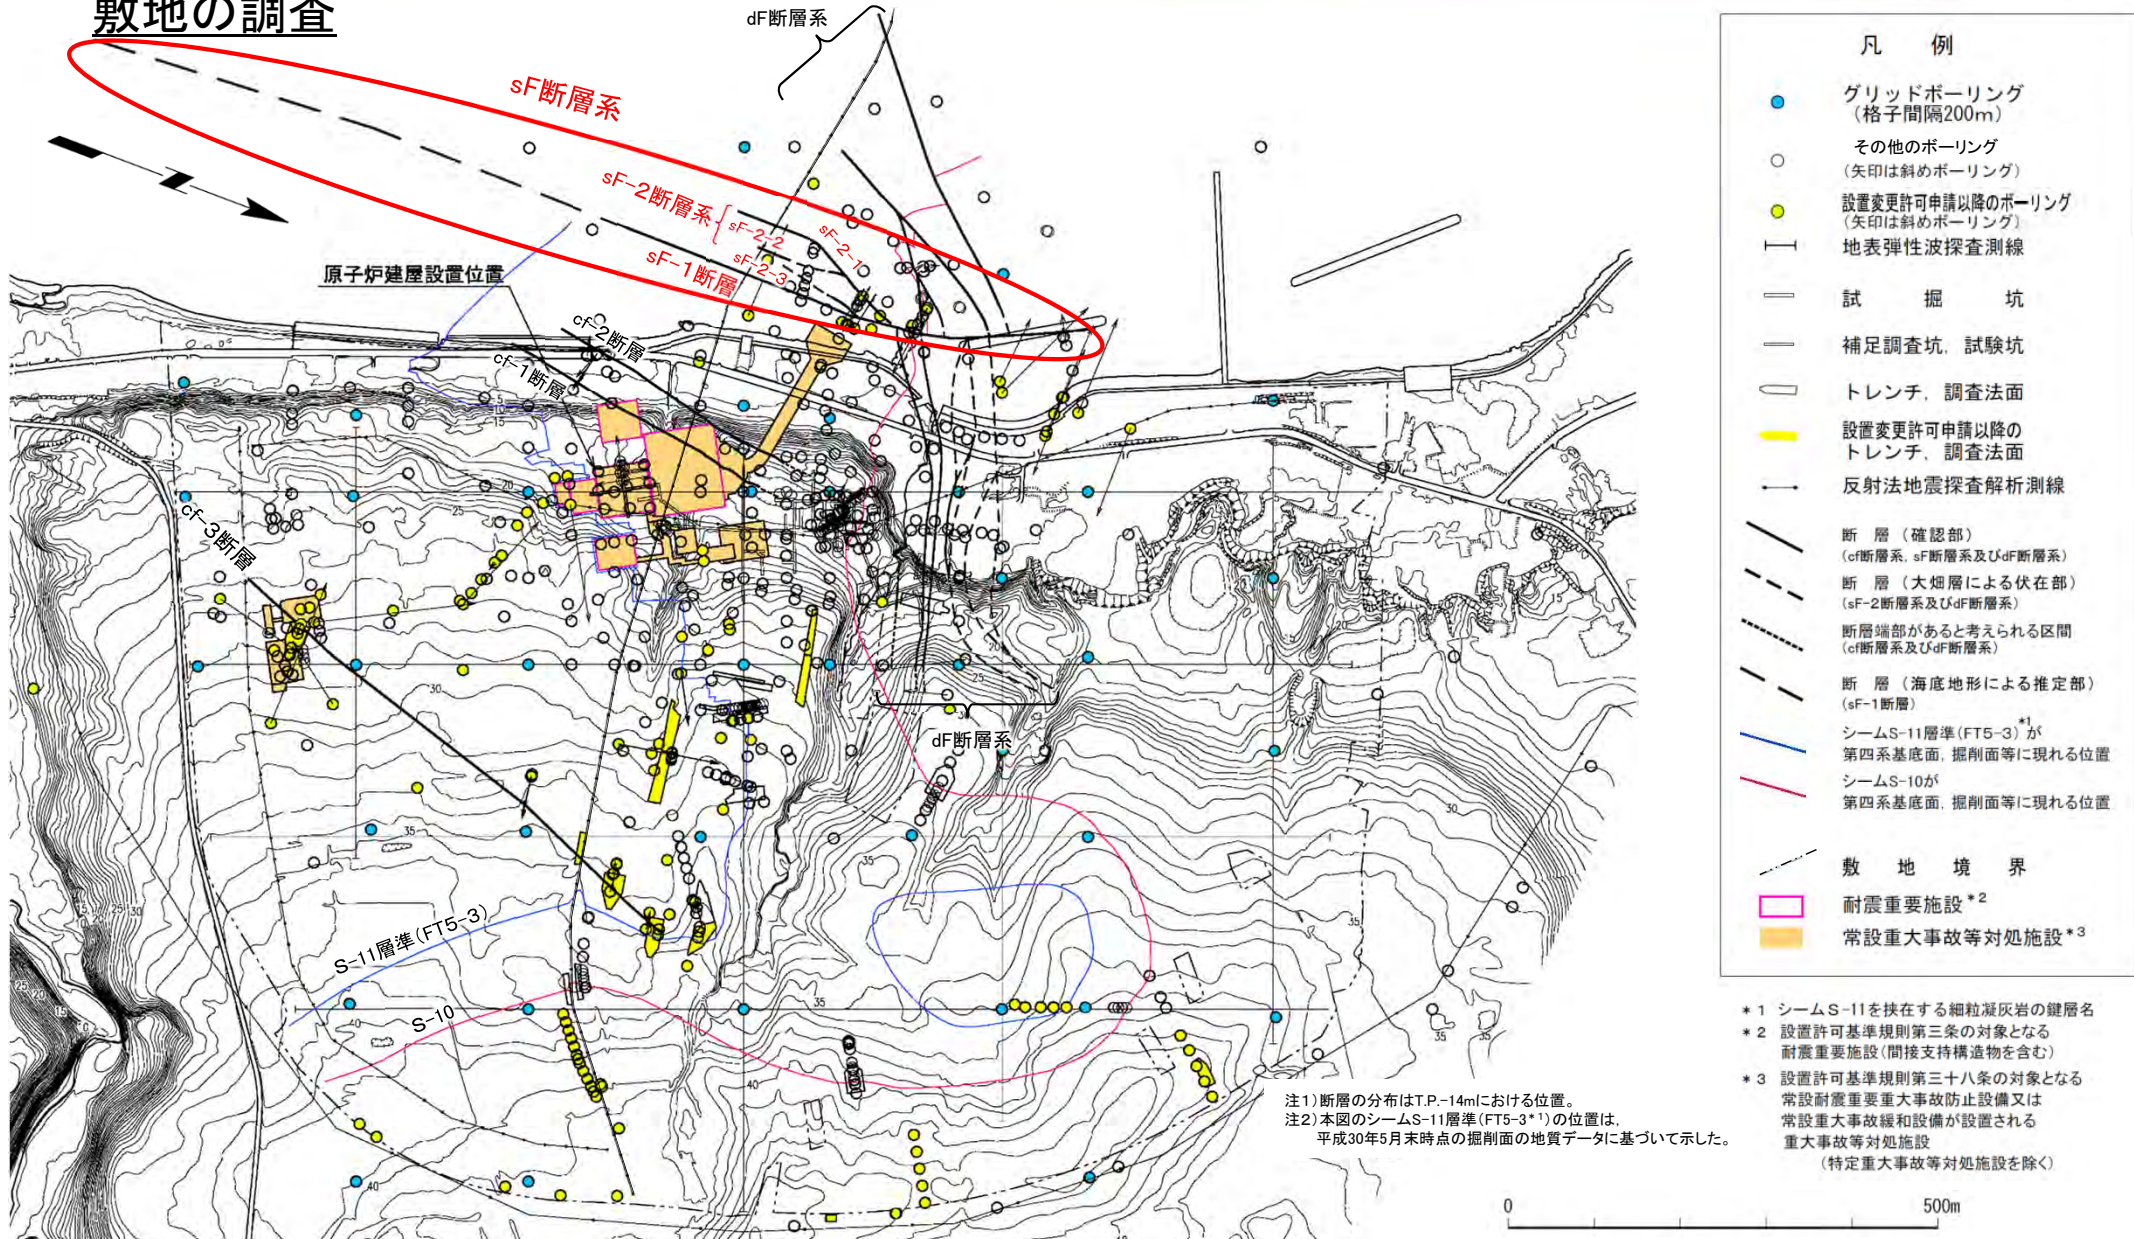 敷地の調査
dF断層系
sF断層系
sF-2断層系
sF-2-2
sF-2-1
sF-2-3
sF-1断層
原子炉建屋設置位置
cf-2断層
cf-1断層
cf-3断層
dF断層系
S-11層準(FT5-3)
S-10
5
10
15
20
25
30
35
40
35
35
40
40
30
35
35
35
20
25
15
20
25
30
25
20
15
凡 例
グリッドボーリング
(格子間隔200m)
その他のボーリング
(矢印は斜めボーリング)
設置変更許可申請以降のボーリング
(矢印は斜めボーリング)
地表弾性波探査測線
試 掘 坑
補足調査坑, 試験坑
トレンチ, 調査法面
設置変更許可申請以降の
トレンチ, 調査法面
反射法地震探査解析測線
断 層 (確認部)
(cf断層系, sF断層系及びdF断層系)
断 層 (大畑層による伏在部)
(sF-2断層系及びdF断層系)
断層端部があると考えられる区間
(cf断層系及びdF断層系)
断 層 (海底地形による推定部)
(sF-1断層)
シームS-11層準(FT5-3)*1が
第四系基底面, 掘削面等に現れる位置
シームS-10が
第四系基底面, 掘削面等に現れる位置
敷 地 境 界
耐震重要施設*2
常設重大事故等対処施設*3
*1 シームS-11を挟在する細粒凝灰岩の鍵層名
*2 設置許可基準規則第三条の対象となる
耐震重要施設(間接支持構造物を含む)
*3 設置許可基準規則第三十八条の対象となる
常設耐震重要重大事故防止設備又は
常設重大事故緩和設備が設置される
重大事故等対処施設
(特定重大事故等対処施設を除く)
注1)断層の分布はT.P.-14mにおける位置。
注2)本図のシームS-11層準(FT5-3*1)の位置は,
平成30年5月末時点の掘削面の地質データに基づいて示した。
0 500m